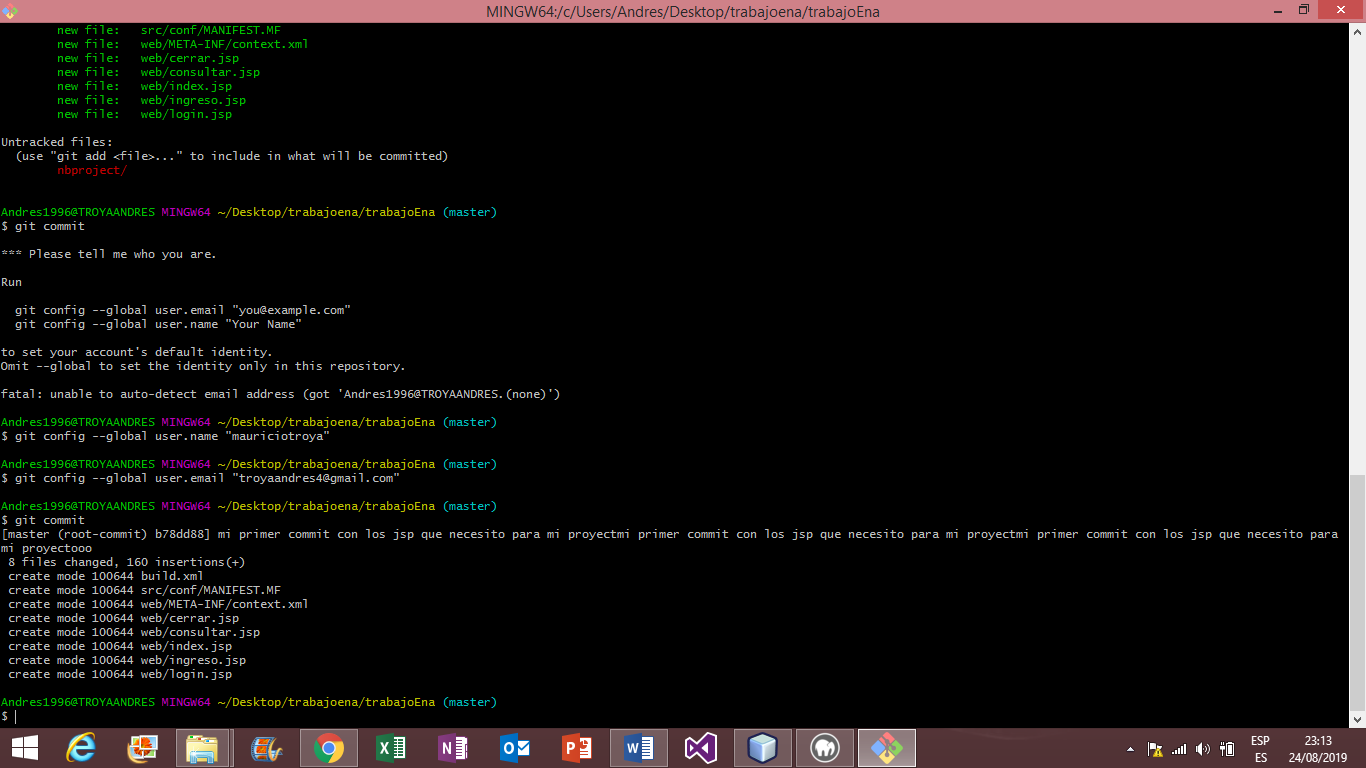 MINGW64:/c/Users/Andres/Desktop/trabajoena/trabajoEna
new file:   src/conf/MANIFEST.MF
new file:   web/META-INF/context.xml
new file:   web/cerrar.jsp
new file:   web/consultar.jsp
new file:   web/index.jsp
new file:   web/ingreso.jsp
new file:   web/login.jsp
Untracked files:
(use "git add <file>..." to include in what will be committed)
nbproject/
Andres1996@TROYAANDRES MINGW64 ~/Desktop/trabajoena/trabajoEna (master)
$ git commit
*** Please tell me who you are.
Run
git config --global user.email "you@example.com"
git config --global user.name "Your Name"
to set your account's default identity.
Omit --global to set the identity only in this repository.
fatal: unable to auto-detect email address (got 'Andres1996@TROYAANDRES.(none)')
Andres1996@TROYAANDRES MINGW64 ~/Desktop/trabajoena/trabajoEna (master)
$ git config --global user.name "mauriciotroya"
Andres1996@TROYAANDRES MINGW64 ~/Desktop/trabajoena/trabajoEna (master)
$ git config --global user.email "troyaandres4@gmail.com"
Andres1996@TROYAANDRES MINGW64 ~/Desktop/trabajoena/trabajoEna (master)
$ git commit
[master (root-commit) b78dd88] mi primer commit con los jsp que necesito para mi proyectmi primer commit con los jsp que necesito para mi proyectmi primer commit con los jsp que necesito para
mi proyectooo
8 files changed, 160 insertions(+)
create mode 100644 build.xml
create mode 100644 src/conf/MANIFEST.MF
create mode 100644 web/META-INF/context.xml
create mode 100644 web/cerrar.jsp
create mode 100644 web/consultar.jsp
create mode 100644 web/index.jsp
create mode 100644 web/ingreso.jsp
create mode 100644 web/login.jsp
Andres1996@TROYAANDRES MINGW64 ~/Desktop/trabajoena/trabajoEna (master)
$
ESP 23:13
ES 24/08/2019